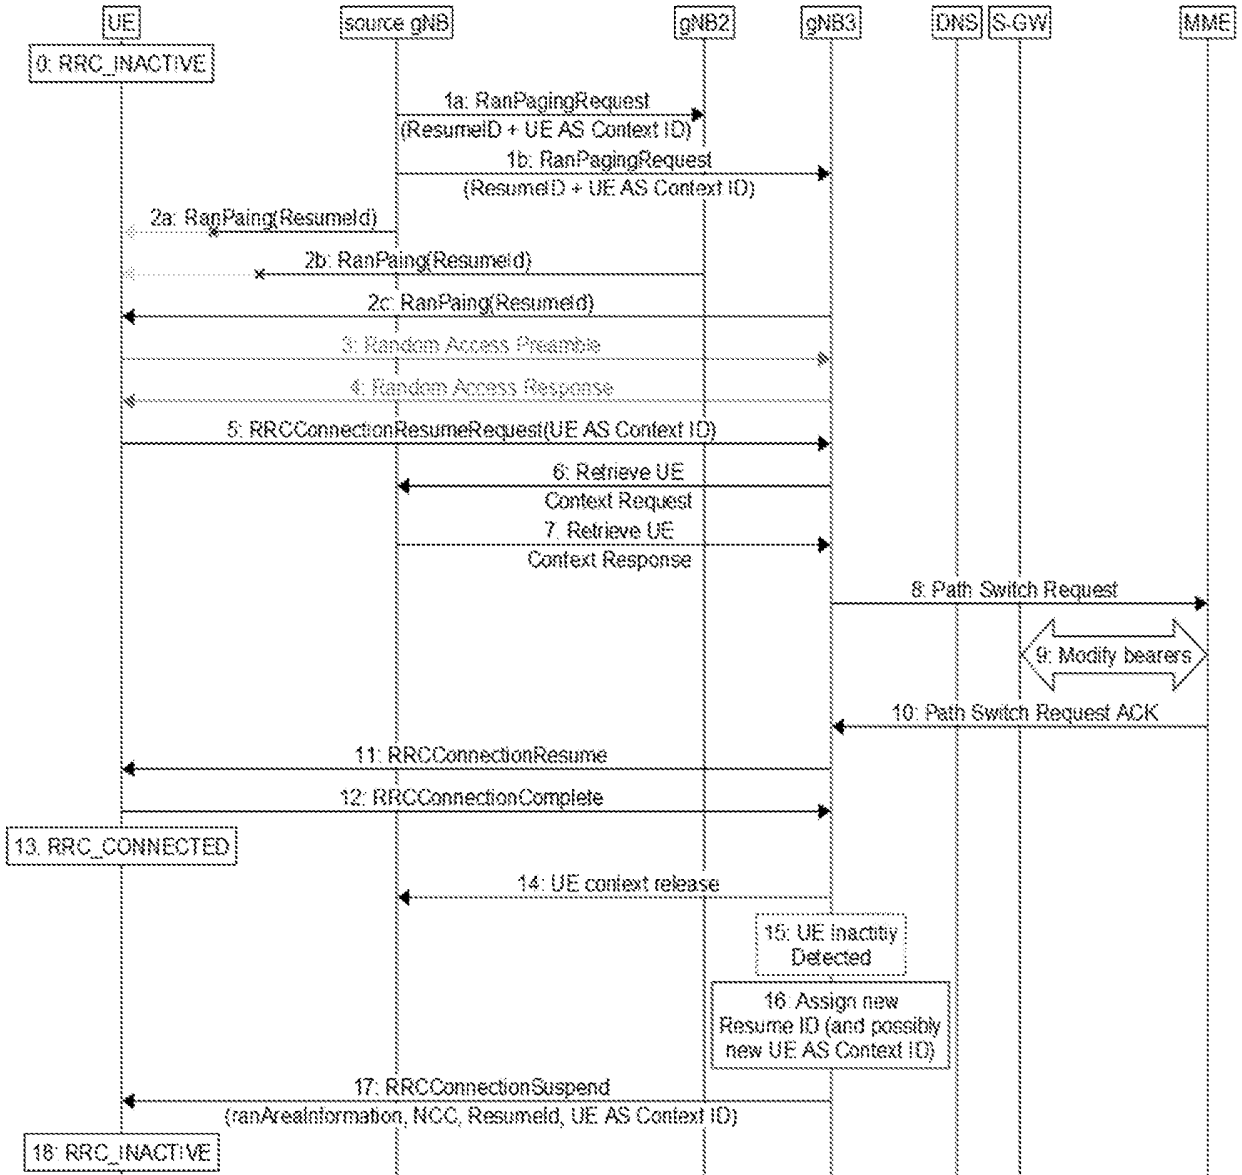 UE
source gNB
gNB2
gNB3
DNS
S-GW
MME
0: RRC_INACTIVE
1a: RanPagingRequest
(ResumeID + UE AS Context ID)
1b: RanPagingRequest
(ResumeID + UE AS Context ID)
2a: RanPaing(ResumeId)
2b: RanPaing(ResumeId)
2c: RanPaing(ResumeId)
3: Random Access Preamble
4: Random Access Response
5: RRCConnectionResumeRequest(UE AS Context ID)
6: Retrieve UE
Context Request
7. Retrieve UE
Context Response
8: Path Switch Request
9: Modify bearers
10: Path Switch Request ACK
11: RRCConnectionResume
12: RRCConnectionComplete
13. RRC_CONNECTED
14: UE context release
15: UE Inactitiy
Detected
16: Assign new
Resume ID (and possibly
new UE AS Context ID)
17: RRCConnectionSuspend
(ranAreaInformation, NCC, ResumeId, UE AS Context ID)
18: RRC_INACTIVE